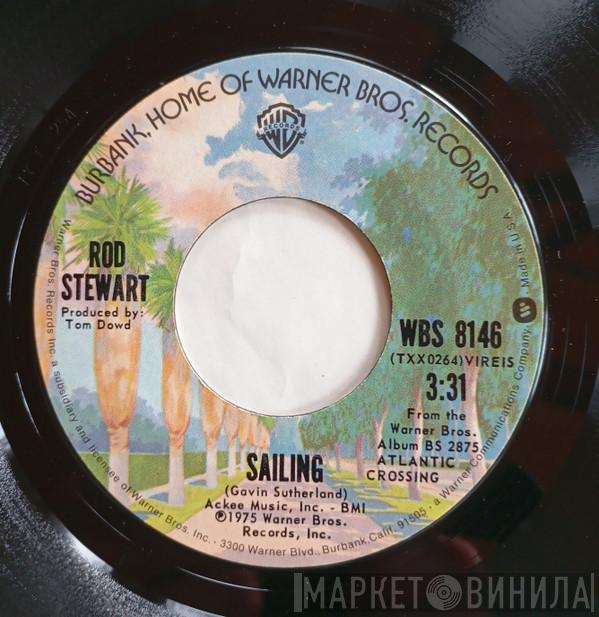 BURBANK, HOME OF WARNER BROS. RECORDS
RECORDS
ROD
STEWART
Produced by:
Tom Dowd
WBS 8146
(TXX0264) VIREIS
3:31
From the
Warner Bros.
Album BS 2875
ATLANTIC
CROSSING
SAILING
(Gavin Sutherland)
Ackee Music, Inc. - BMI
℗1975 Warner Bros.
Records, Inc.
Warner Bros. Records Inc. a subsidiary and licensee of Warner Bros. Inc. · 3300 Warner Blvd., Burbank, Calif. 91505 · a Warner Communications Company. Made in U.S.A.
МАРКЕТ ВИНИЛА